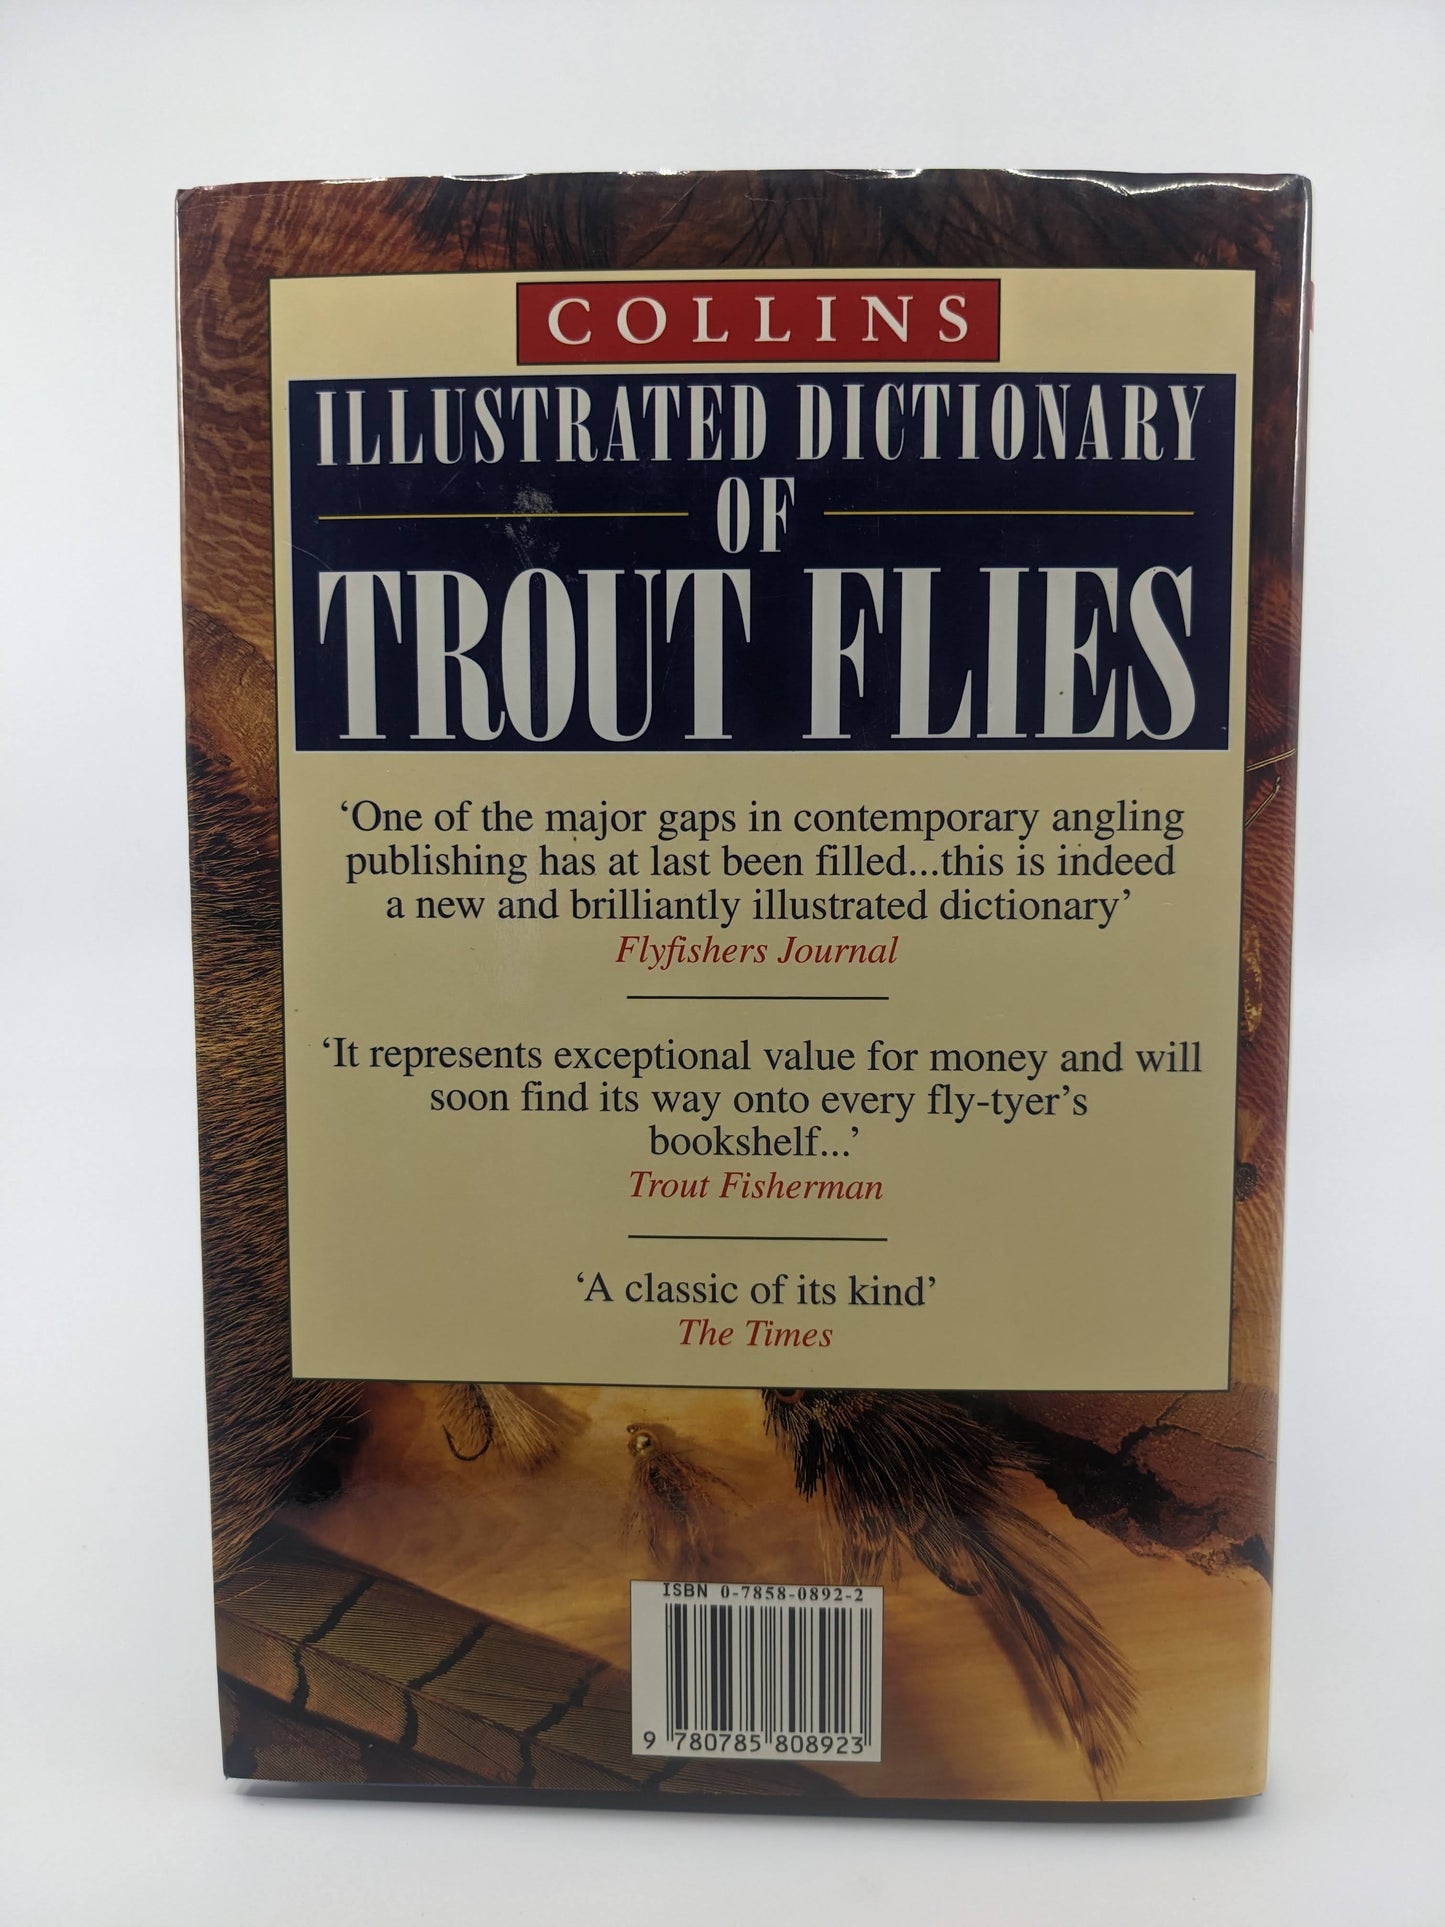 COLLINS
ILLUSTRATED DICTIONARY
OF
TROUT FLIES
‘One of the major gaps in contemporary angling
publishing has at last been filled...this is indeed
a new and brilliantly illustrated dictionary’
Flyfishers Journal
‘It represents exceptional value for money and will
soon find its way onto every fly-tyer’s
bookshelf...’
Trout Fisherman
‘A classic of its kind’
The Times
ISBN 0-7858-0892-2
9 780785 808923